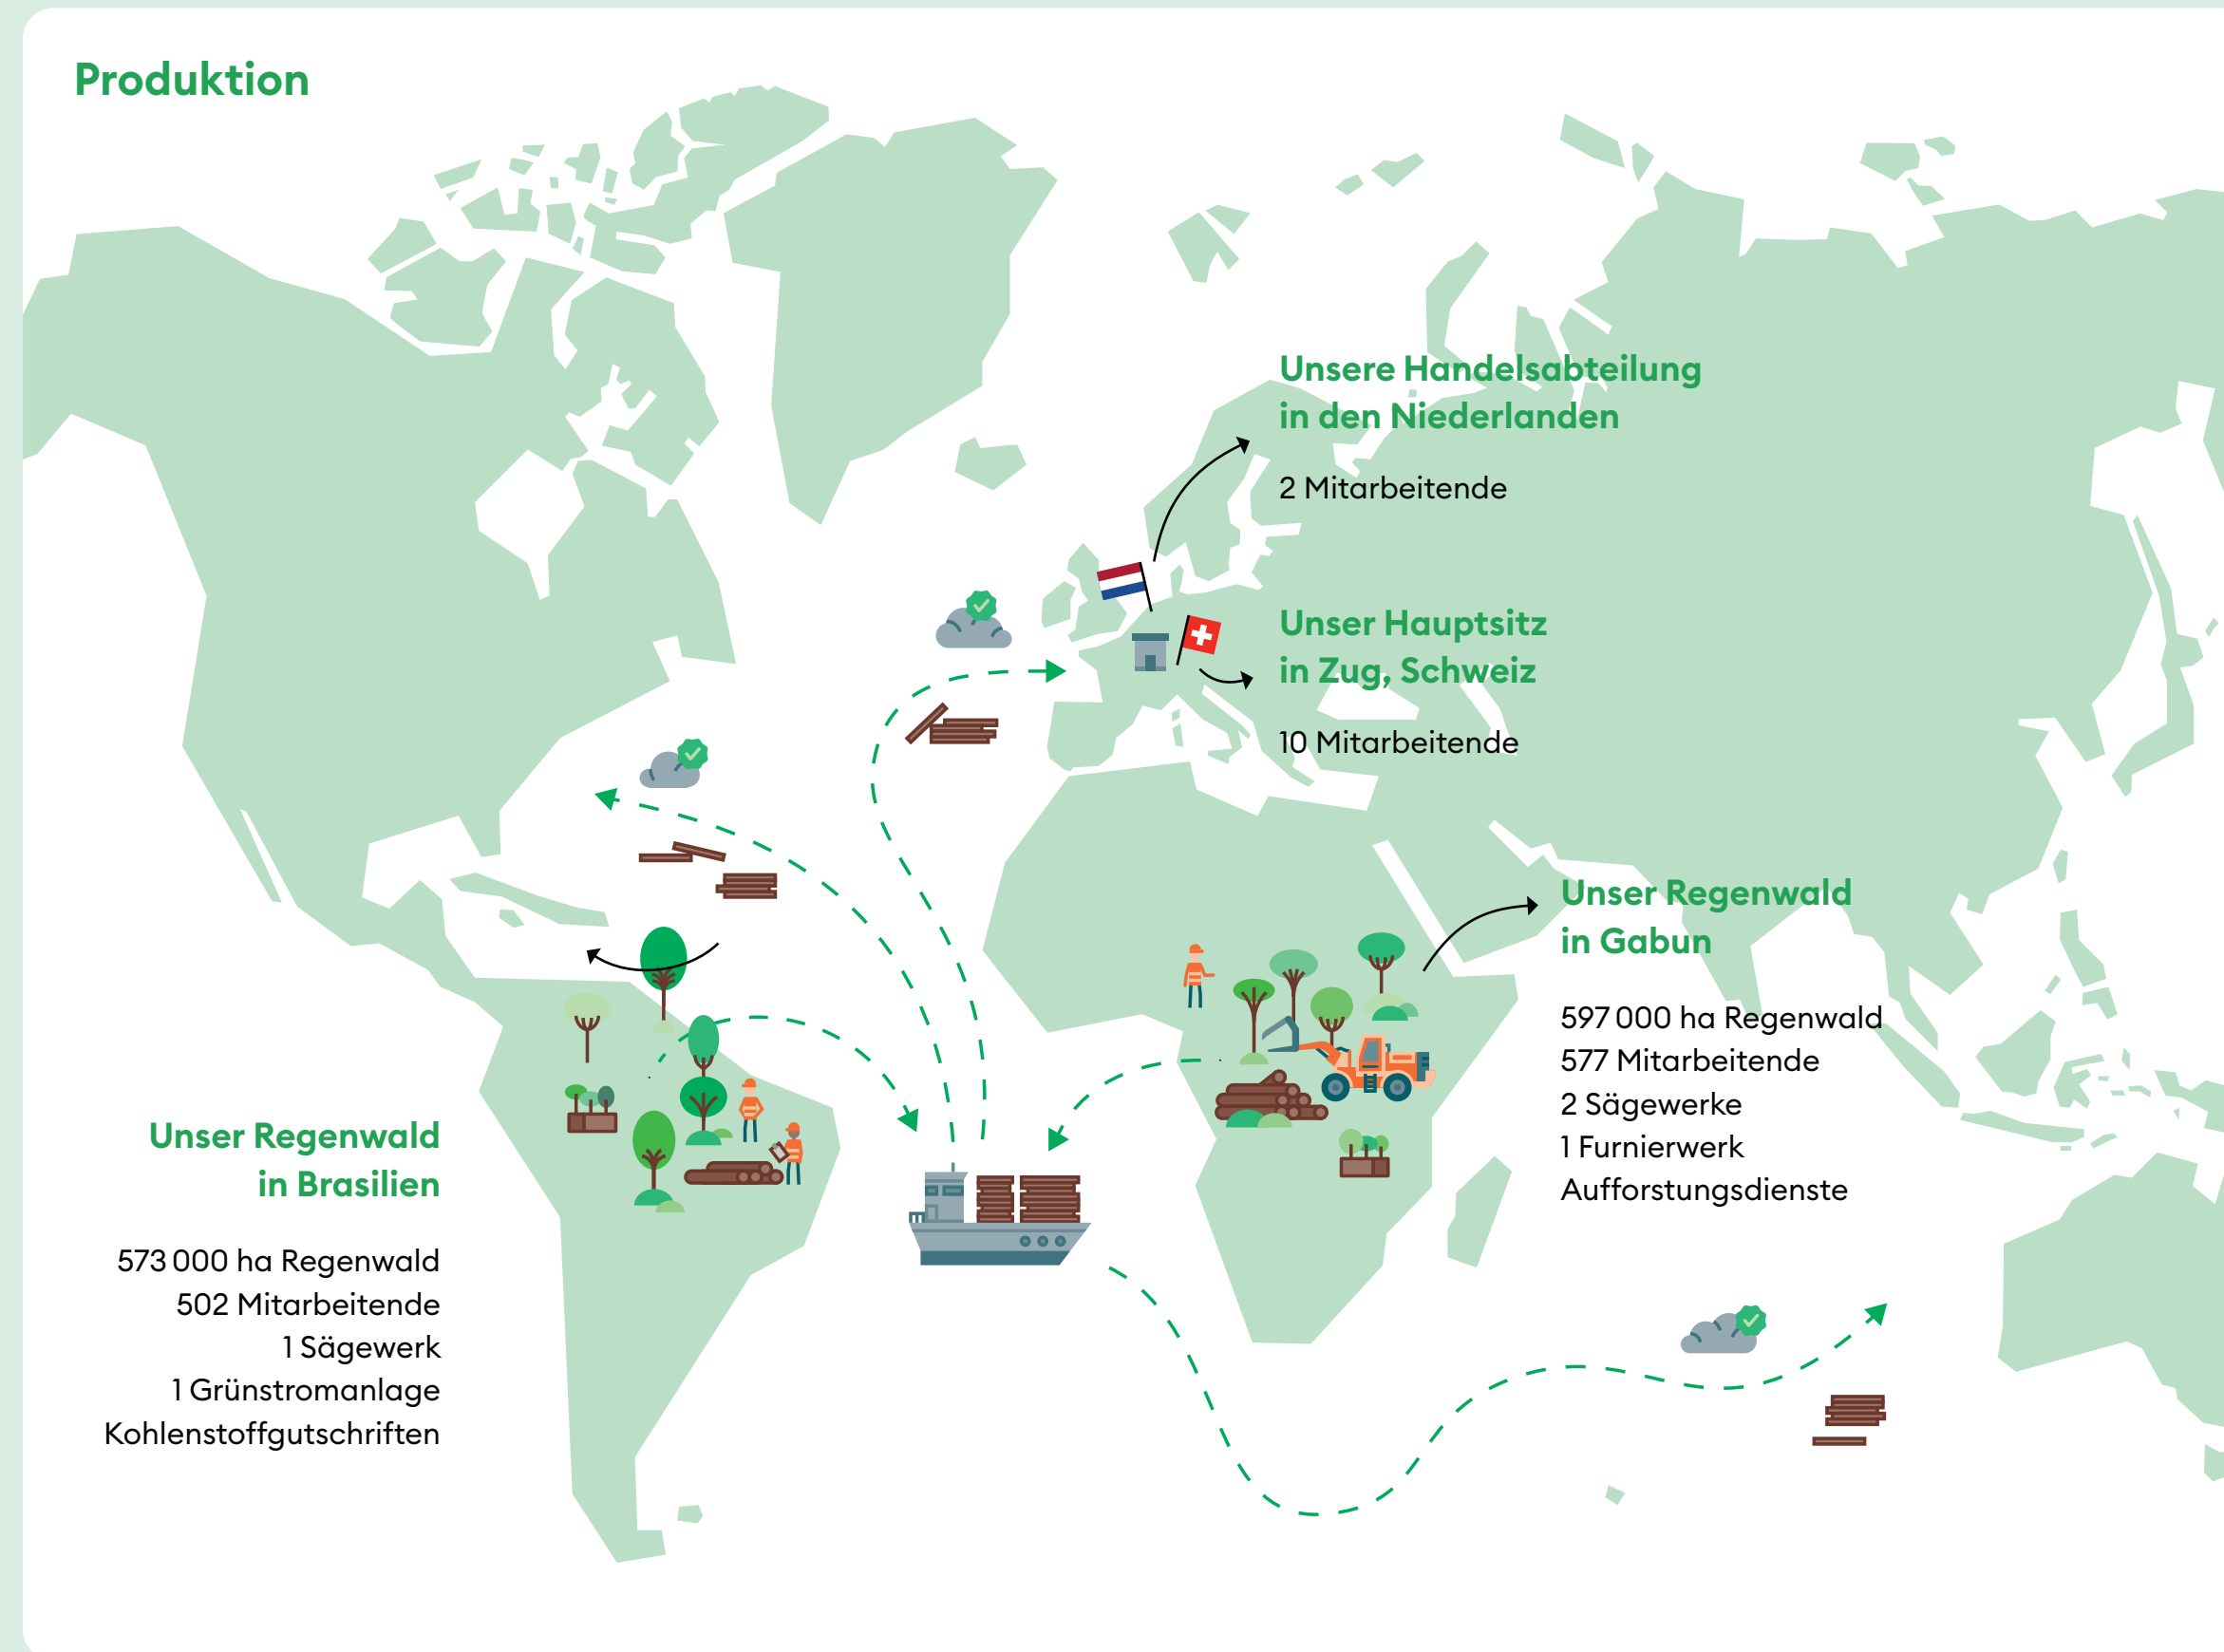 Produktion
Unsere Handelsabteilung
in den Niederlanden
2 Mitarbeitende
Unser Hauptsitz
in Zug, Schweiz
10 Mitarbeitende
Unser Regenwald
in Gabun
597 000 ha Regenwald
577 Mitarbeitende
2 Sägewerke
1 Furnierwerk
Aufforstungsdienste
Unser Regenwald
in Brasilien
573 000 ha Regenwald
502 Mitarbeitende
1 Sägewerk
1 Grünstromanlage
Kohlenstoffgutschriften